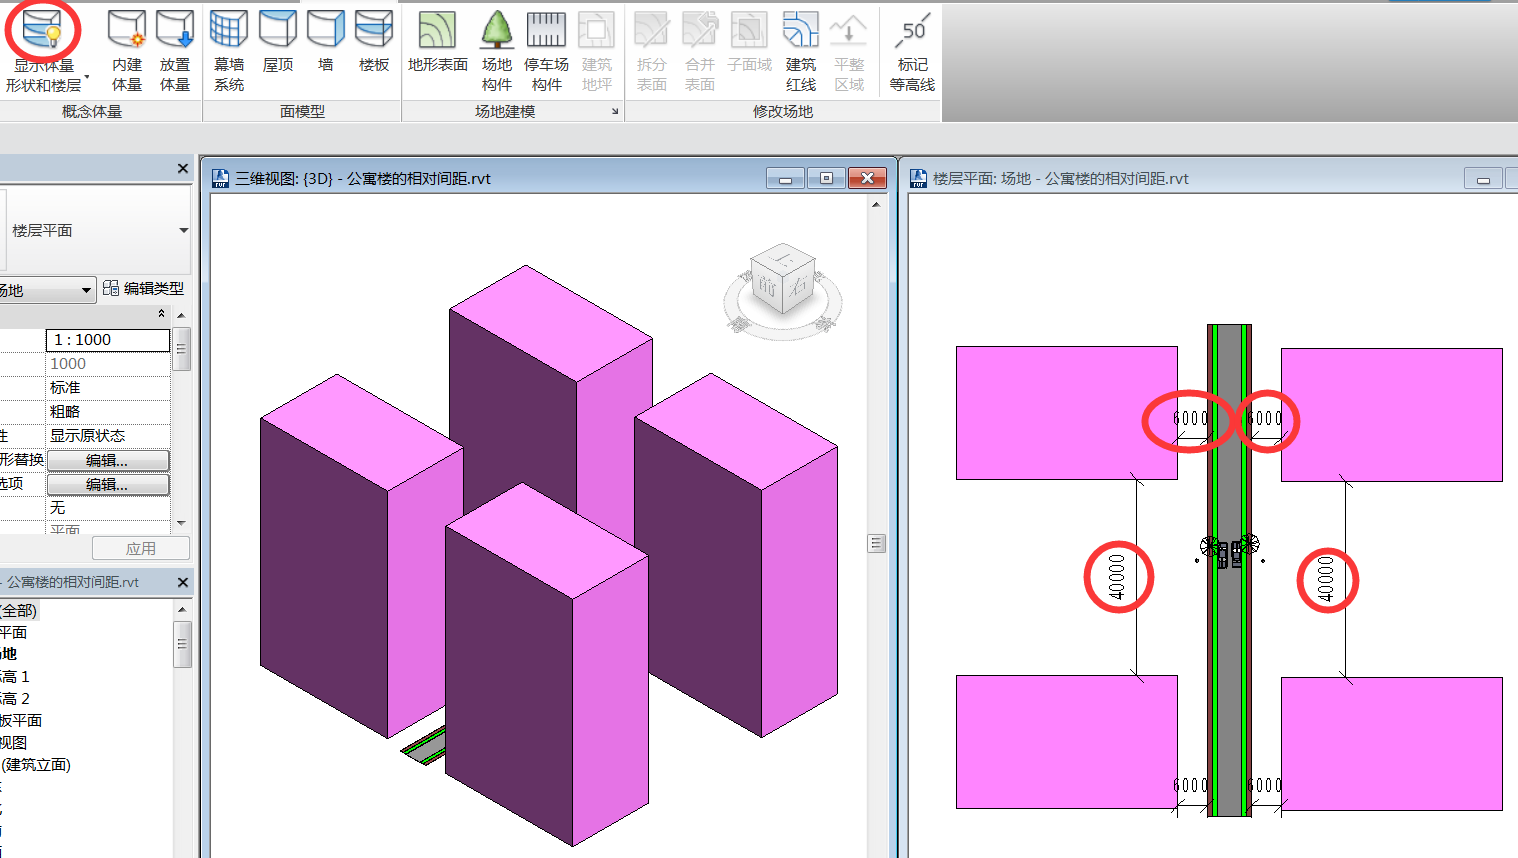 显示体量
形状和楼层
内建
体量
放置
体量
幕墙
系统
屋顶
墙
楼板
地形表面
场地
构件
停车场
构件
建筑
地坪
拆分
表面
合并
表面
子面域
建筑
红线
平整
区域
50
标记
等高线
概念体量
面模型
场地建模
修改场地
三维视图: {3D} - 公寓楼的相对间距.rvt
楼层平面: 场地 - 公寓楼的相对间距.rvt
楼层平面
场地
编辑类型
1 : 1000
1000
标准
粗略
性
显示原状态
形替换
编辑...
选项
编辑...
无
平面
应用
- 公寓楼的相对间距.rvt
(全部)
平面
场地
标高 1
标高 2
板平面
视图
(建筑立面)
上
前
右
6000
6000
40000
40000
6000
6000